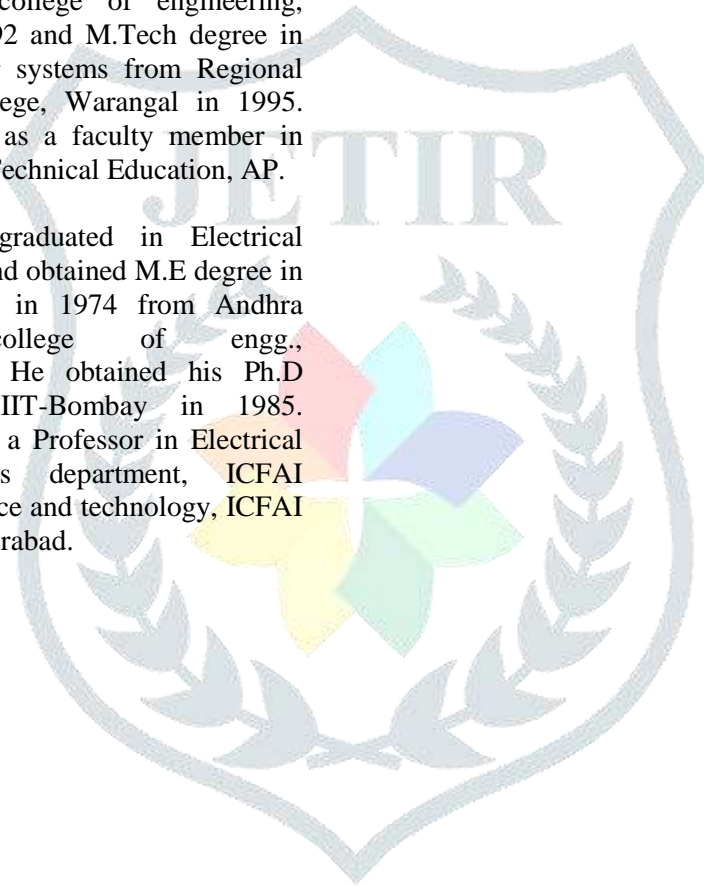 college of engineering,
92 and M.Tech degree in
systems from Regional
ege, Warangal in 1995.
as a faculty member in
Technical Education, AP.
graduated in Electrical
nd obtained M.E degree in
in 1974 from Andhra
college of engg.,
He obtained his Ph.D
IIT-Bombay in 1985.
a Professor in Electrical
s department, ICFAI
ce and technology, ICFAI
erabad.
JETIR